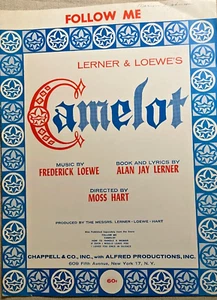 FOLLOW ME
LERNER & LOEWE'S
Camelot
MUSIC BY
FREDERICK LOEWE
BOOK AND LYRICS BY
ALAN JAY LERNER
DIRECTED BY
MOSS HART
PRODUCED BY THE MESSRS. LERNER · LOEWE · HART
CHAPPELL & CO., INC., with ALFRED PRODUCTIONS, INC.
609 Fifth Avenue, New York 17, N. Y.
60¢